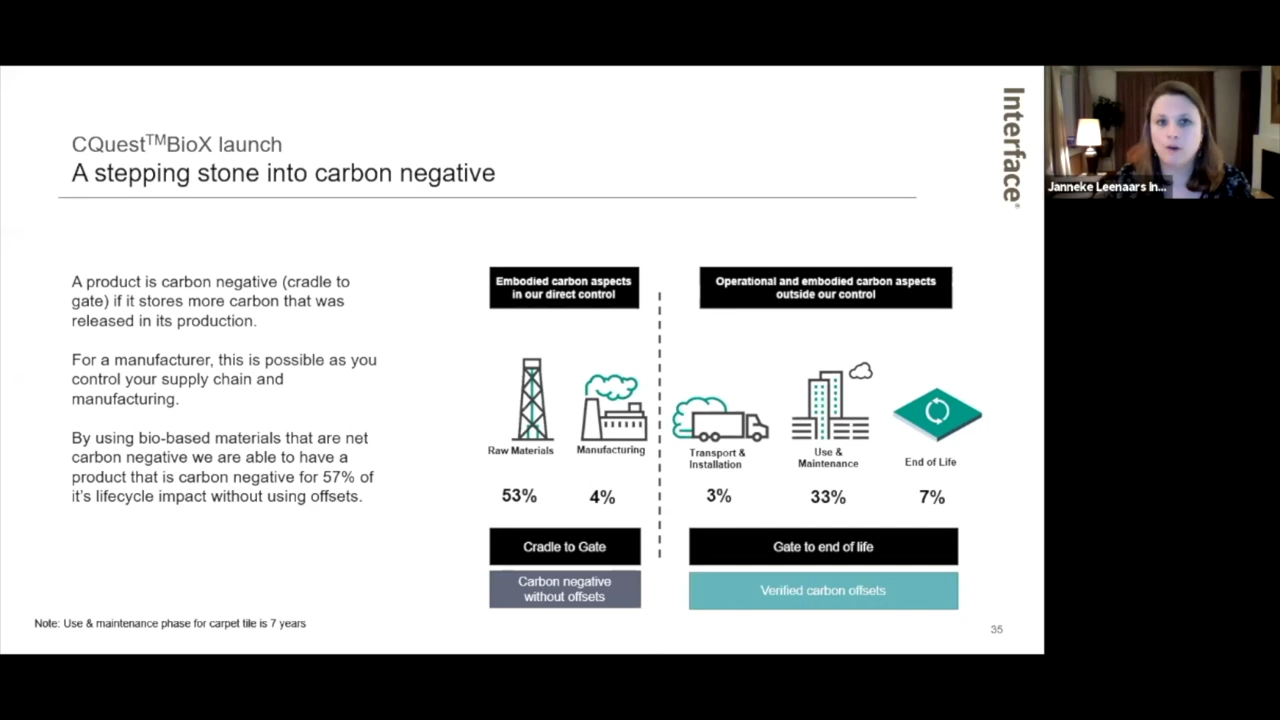 CQuest™BioX launch
A stepping stone into carbon negative
Interface®
Janneke Leenaars In...
A product is carbon negative (cradle to
gate) if it stores more carbon that was
released in its production.
For a manufacturer, this is possible as you
control your supply chain and
manufacturing.
By using bio-based materials that are net
carbon negative we are able to have a
product that is carbon negative for 57% of
it's lifecycle impact without using offsets.
Embodied carbon aspects
in our direct control
Operational and embodied carbon aspects
outside our control
Raw Materials
Manufacturing
Transport &
Installation
Use &
Maintenance
End of Life
53%
4%
3%
33%
7%
Cradle to Gate
Gate to end of life
Carbon negative
without offsets
Verified carbon offsets
Note: Use & maintenance phase for carpet tile is 7 years
35